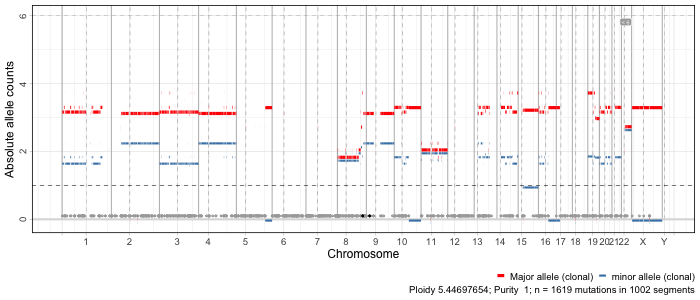 Absolute allele counts
6
4
2
0
1 2 3 4 5 6 7 8 9 10 11 12 13 14 15 16 17 18 19 20 21 22 X Y
Chromosome
Major allele (clonal) minor allele (clonal)
Ploidy 5.44697654; Purity 1; n = 1619 mutations in 1002 segments